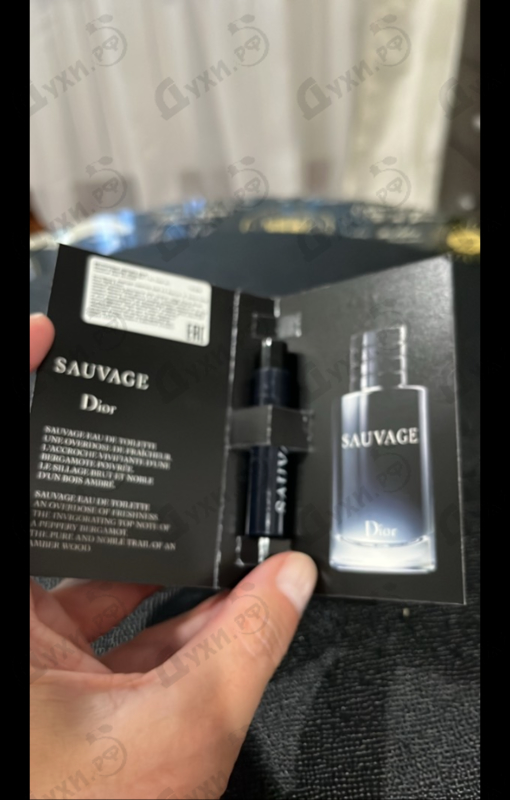 EAC
SAUVAGE
Dior
SAUVAGE EAU DE TOILETTE
UNE OVERDOSE DE FRAÎCHEUR
L'ACCROCHE VIVIFIANTE D'UNE
BERGAMOTE POIVRÉE.
LE SILLAGE BRUT ET NOBLE
D'UN BOIS AMBRÉ.
SAUVAGE EAU DE TOILETTE
AN OVERDOSE OF FRESHNESS
THE INVIGORATING TOP NOTE OF
A PEPPERY BERGAMOT.
THE PURE AND NOBLE TRAIL OF AN
AMBER WOOD
SAUVAGE
Dior
Духи.рф